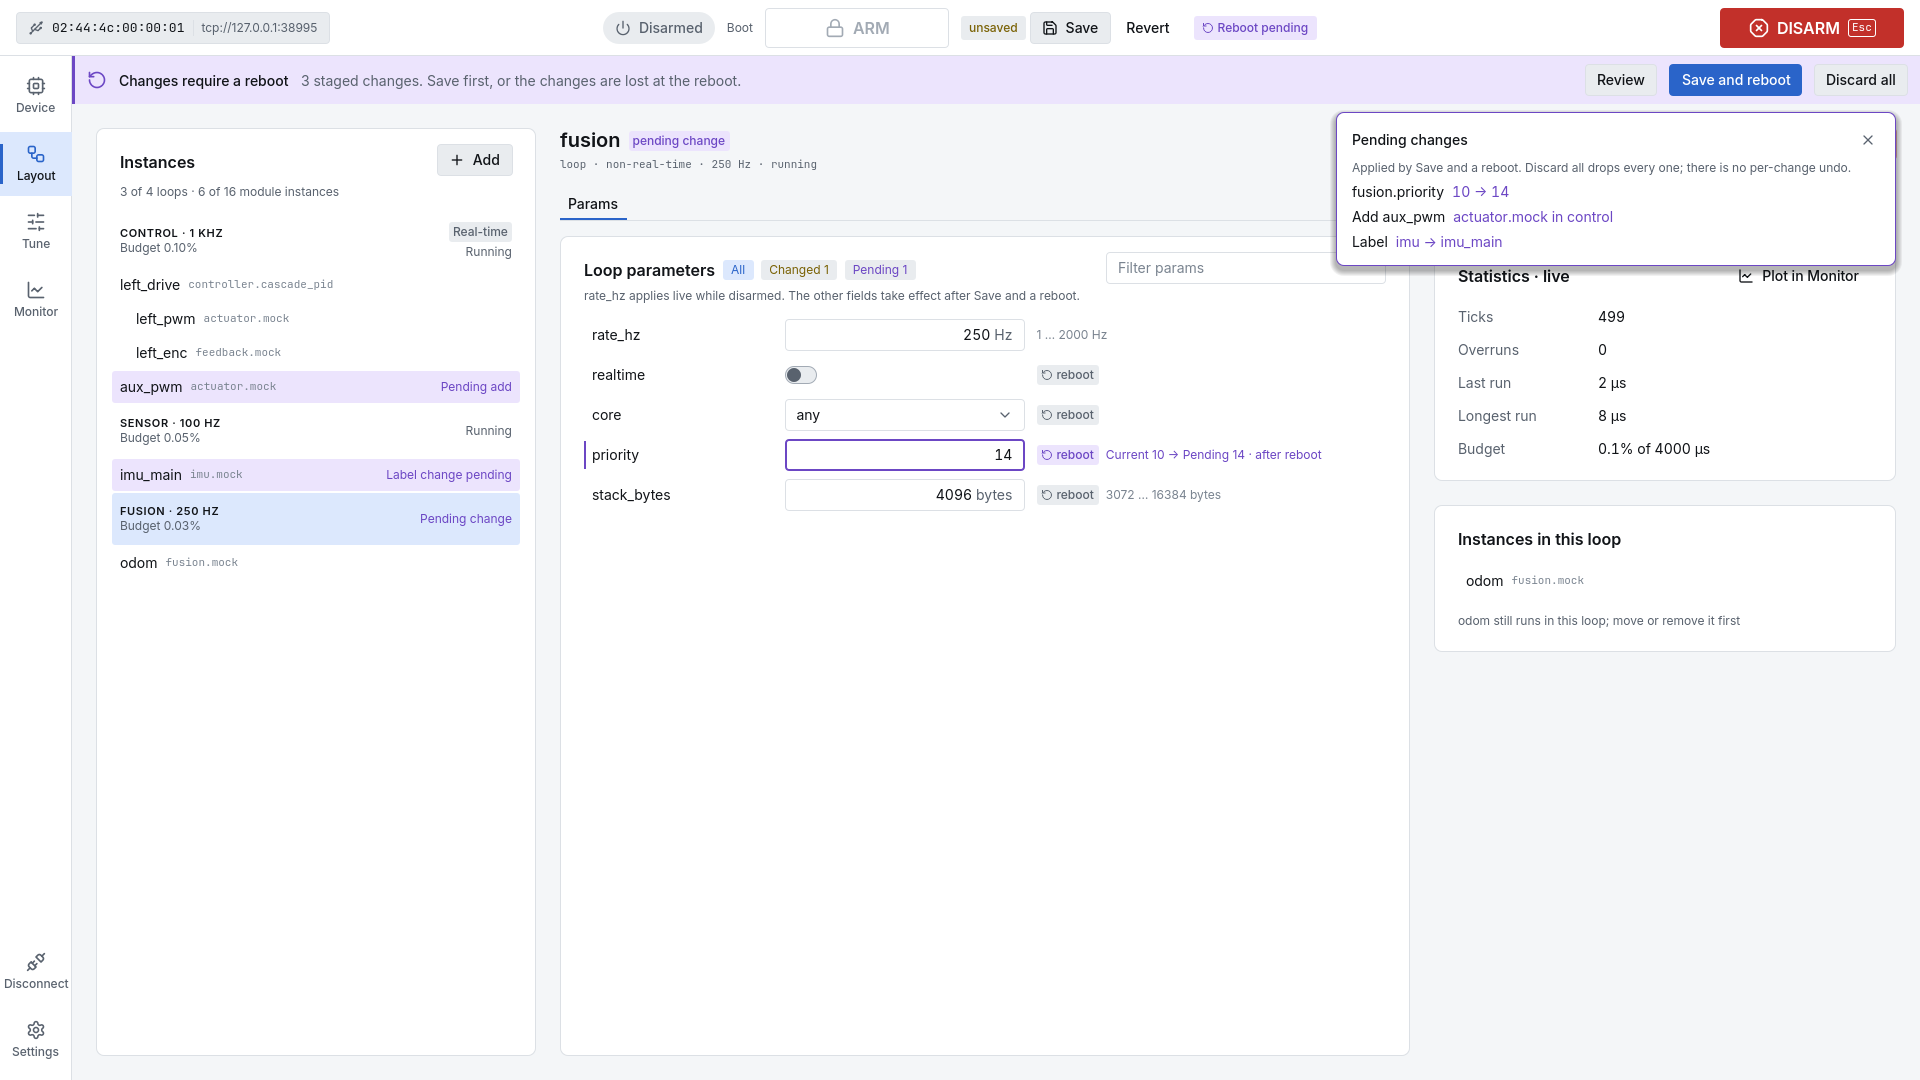 02:44:4c:00:00:01 tcp://127.0.0.1:38995
Disarmed Boot ARM unsaved Save Revert Reboot pending DISARM Esc
Changes require a reboot 3 staged changes. Save first, or the changes are lost at the reboot. Review Save and reboot Discard all
Device
Layout
Tune
Monitor
Disconnect
Settings
Instances Add
3 of 4 loops · 6 of 16 module instances
CONTROL · 1 KHZ Real-time
Budget 0.10% Running
left_drive controller.cascade_pid
left_pwm actuator.mock
left_enc feedback.mock
aux_pwm actuator.mock Pending add
SENSOR · 100 HZ
Budget 0.05% Running
imu_main imu.mock Label change pending
FUSION · 250 HZ
Budget 0.03% Pending change
odom fusion.mock
fusion pending change
loop · non-real-time · 250 Hz · running
Params
Loop parameters All Changed 1 Pending 1 Filter params
rate_hz applies live while disarmed. The other fields take effect after Save and a reboot.
rate_hz 250 Hz 1 … 2000 Hz
realtime reboot
core any reboot
priority 14 reboot Current 10 → Pending 14 · after reboot
stack_bytes 4096 bytes reboot 3072 … 16384 bytes
Pending changes
Applied by Save and a reboot. Discard all drops every one; there is no per-change undo.
fusion.priority 10 → 14
Add aux_pwm actuator.mock in control
Label imu → imu_main
Statistics · live Plot in Monitor
Ticks 499
Overruns 0
Last run 2 µs
Longest run 8 µs
Budget 0.1% of 4000 µs
Instances in this loop
odom fusion.mock
odom still runs in this loop; move or remove it first